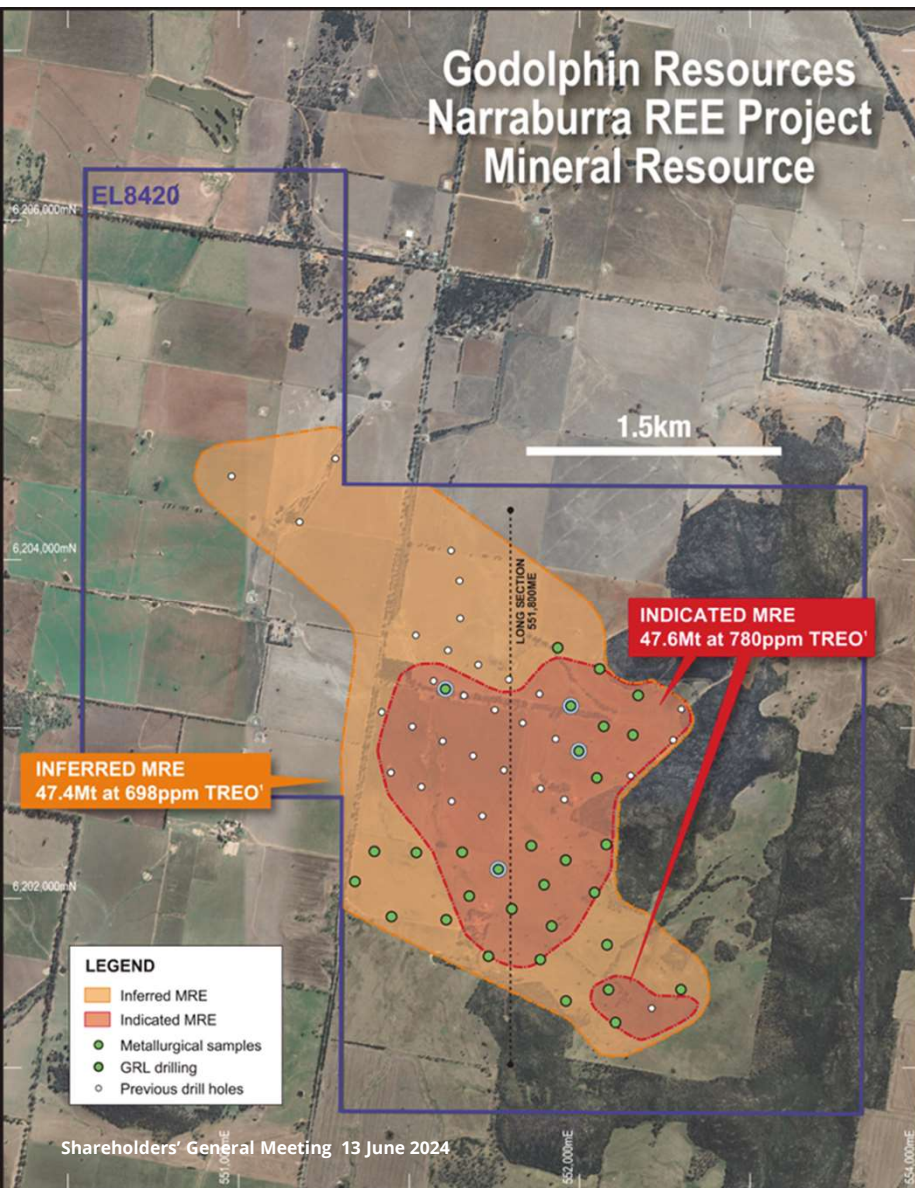 Godolphin Resources
Narraburra REE Project
Mineral Resource
EL8420
6,206,000mN
1.5km
6,204,000mN
LONG SECTION
551,800ME
INDICATED MRE
47.6Mt at 780ppm TREO¹
INFERRED MRE
47.4Mt at 698ppm TREO¹
6,202,000mN
LEGEND
Inferred MRE
Indicated MRE
Metallurgical samples
GRL drilling
Previous drill holes
Shareholders' General Meeting 13 June 2024
552,000mE
554,000mE